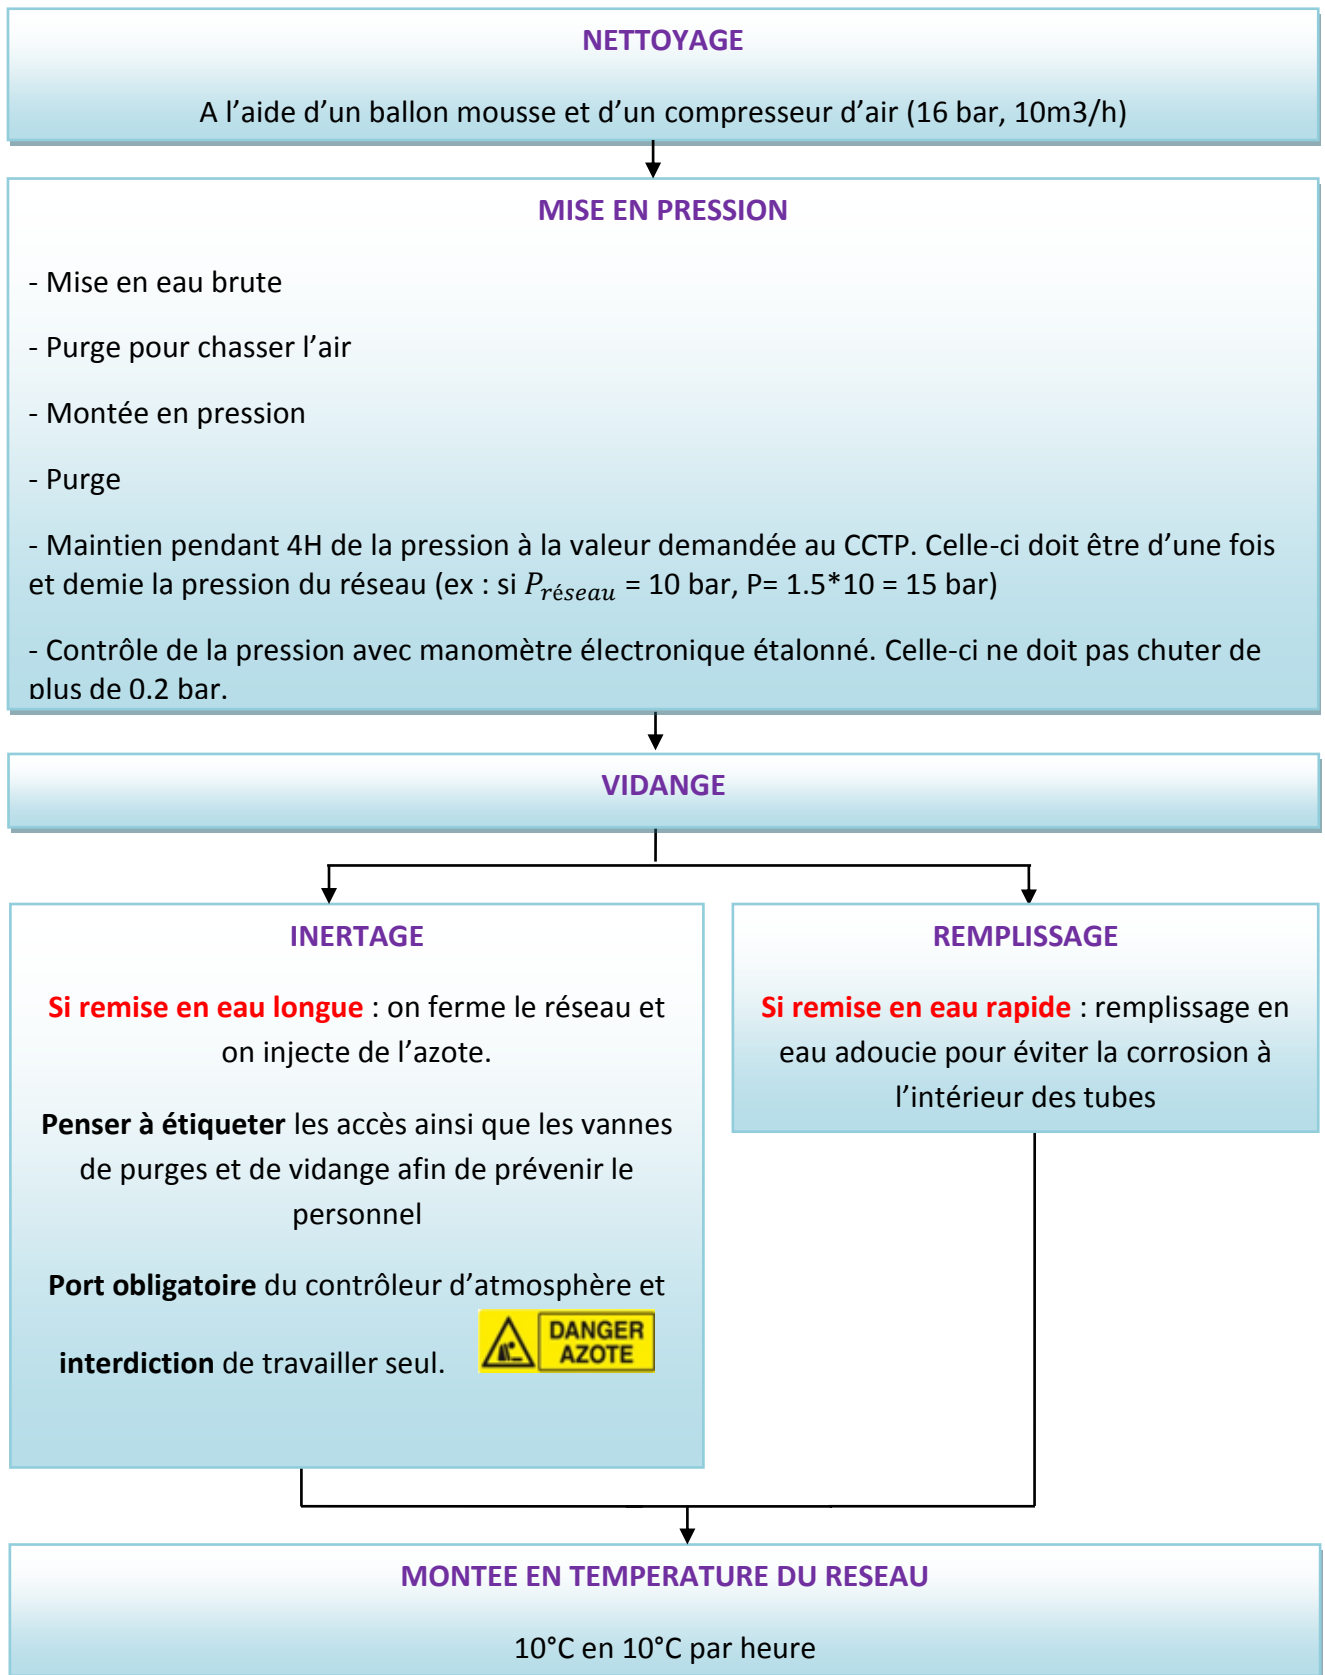 NETTOYAGE
A l’aide d’un ballon mousse et d’un compresseur d’air (16 bar, 10m3/h)
MISE EN PRESSION
- Mise en eau brute
- Purge pour chasser l’air
- Montée en pression
- Purge
- Maintien pendant 4H de la pression à la valeur demandée au CCTP. Celle-ci doit être d’une fois
et demie la pression du réseau (ex : si P_réseau = 10 bar, P= 1.5*10 = 15 bar)
- Contrôle de la pression avec manomètre électronique étalonné. Celle-ci ne doit pas chuter de
plus de 0.2 bar.
VIDANGE
INERTAGE
Si remise en eau longue : on ferme le réseau et
on injecte de l’azote.
Penser à étiqueter les accès ainsi que les vannes
de purges et de vidange afin de prévenir le
personnel
Port obligatoire du contrôleur d’atmosphère et
interdiction de travailler seul.
DANGER
AZOTE
REMPLISSAGE
Si remise en eau rapide : remplissage en
eau adoucie pour éviter la corrosion à
l’intérieur des tubes
MONTEE EN TEMPERATURE DU RESEAU
10°C en 10°C par heure